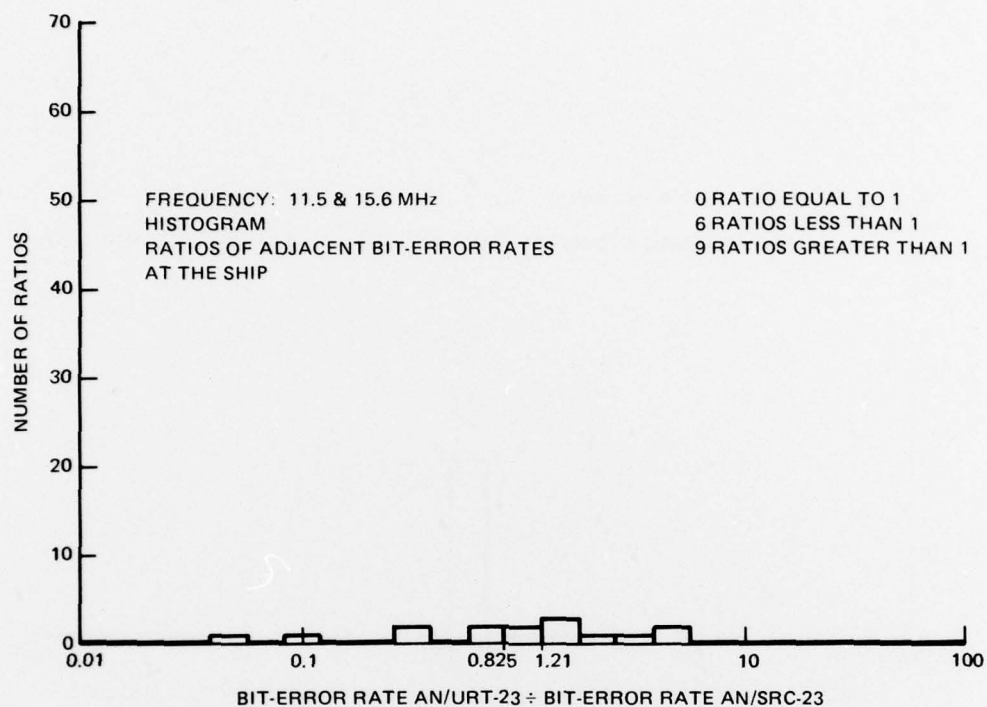 70
60
50
40
30
20
10
0
NUMBER OF RATIOS
FREQUENCY: 11.5 & 15.6 MHz
HISTOGRAM
RATIOS OF ADJACENT BIT-ERROR RATES
AT THE SHIP
0 RATIO EQUAL TO 1
6 RATIOS LESS THAN 1
9 RATIOS GREATER THAN 1
0.01 0.1 0.825 1.21 10 100
BIT-ERROR RATE AN/URT-23 ÷ BIT-ERROR RATE AN/SRC-23